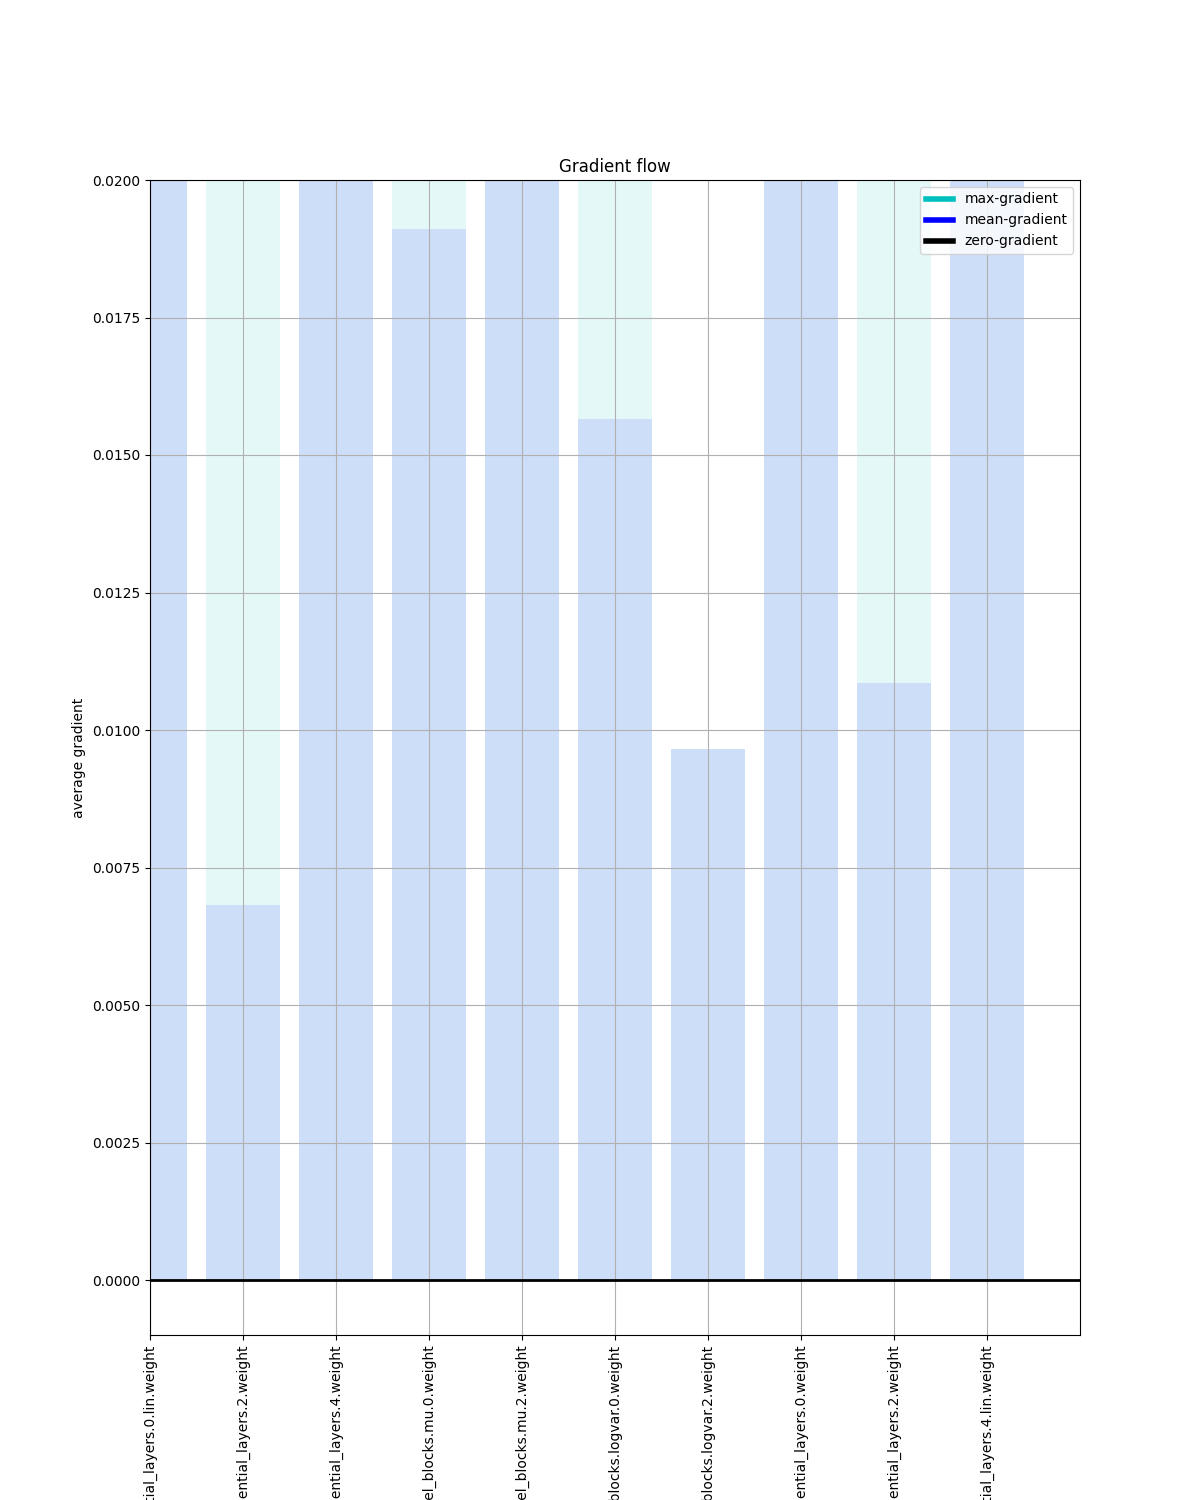 Gradient flow
max-gradient
mean-gradient
zero-gradient
0.0200
0.0175
0.0150
0.0125
0.0100
0.0075
0.0050
0.0025
0.0000
average gradient
tial_layers.0.lin.weight
ential_layers.2.weight
ential_layers.4.weight
el_blocks.mu.0.weight
el_blocks.mu.2.weight
blocks.logvar.0.weight
blocks.logvar.2.weight
ential_layers.0.weight
ential_layers.2.weight
tial_layers.4.lin.weight